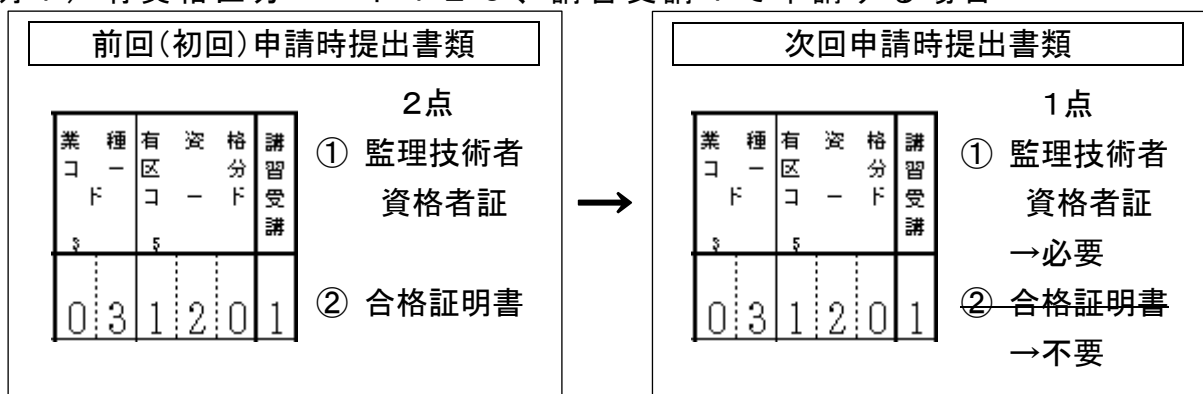 前回(初回)申請時提出書類
2点
業種コード
有資格区分コード
講習受講
3
5
0 3 1 2 0 1
① 監理技術者
資格者証
② 合格証明書
→
次回申請時提出書類
1点
業種コード
有資格区分コード
講習受講
3
5
0 3 1 2 0 1
① 監理技術者
資格者証
→必要
② 合格証明書
→不要